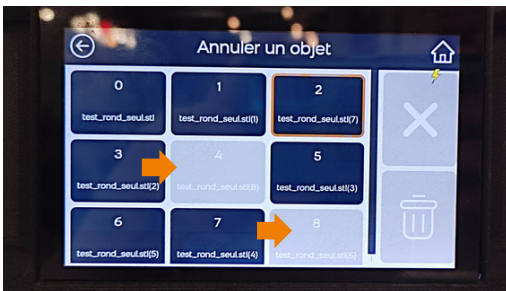 Annuler un objet
0
test_rond_seul.stl
1
test_rond_seul.stl(1)
2
test_rond_seul.stl(7)
3
test_rond_seul.stl(2)
4
test_rond_seul.stl(8)
5
test_rond_seul.stl(3)
6
test_rond_seul.stl(5)
7
test_rond_seul.stl(4)
8
test_rond_seul.stl(6)